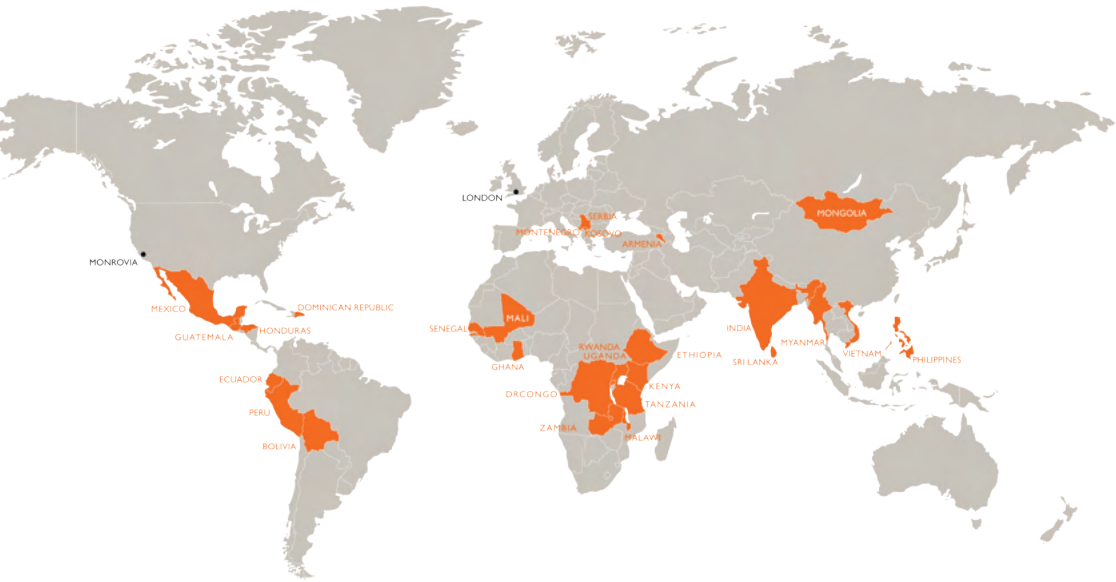 MONGOLIA
LONDON
SERBIA
MONTENEGRO
KOSOVO
ARMENIA
MONROVIA
MEXICO
DOMINICAN REPUBLIC
GUATEMALA
HONDURAS
SENEGAL
MALI
GHANA
RWANDA
UGANDA
ETHIOPIA
INDIA
MYANMAR
SRI LANKA
VIETNAM
PHILIPPINES
ECUADOR
PERU
BOLIVIA
DRCONGO
KENYA
TANZANIA
ZAMBIA
MALAWI